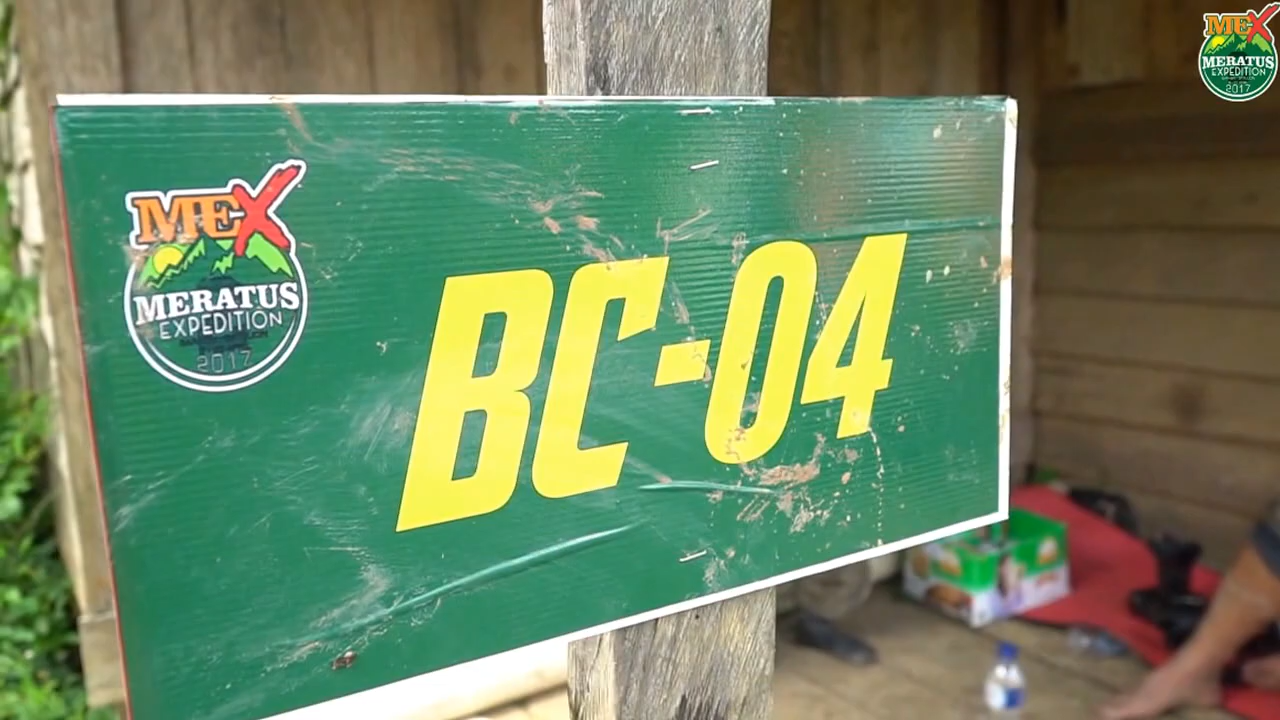 MEX
MERATUS
EXPEDITION
2017
BC-04
MEX
MERATUS
EXPEDITION
2017